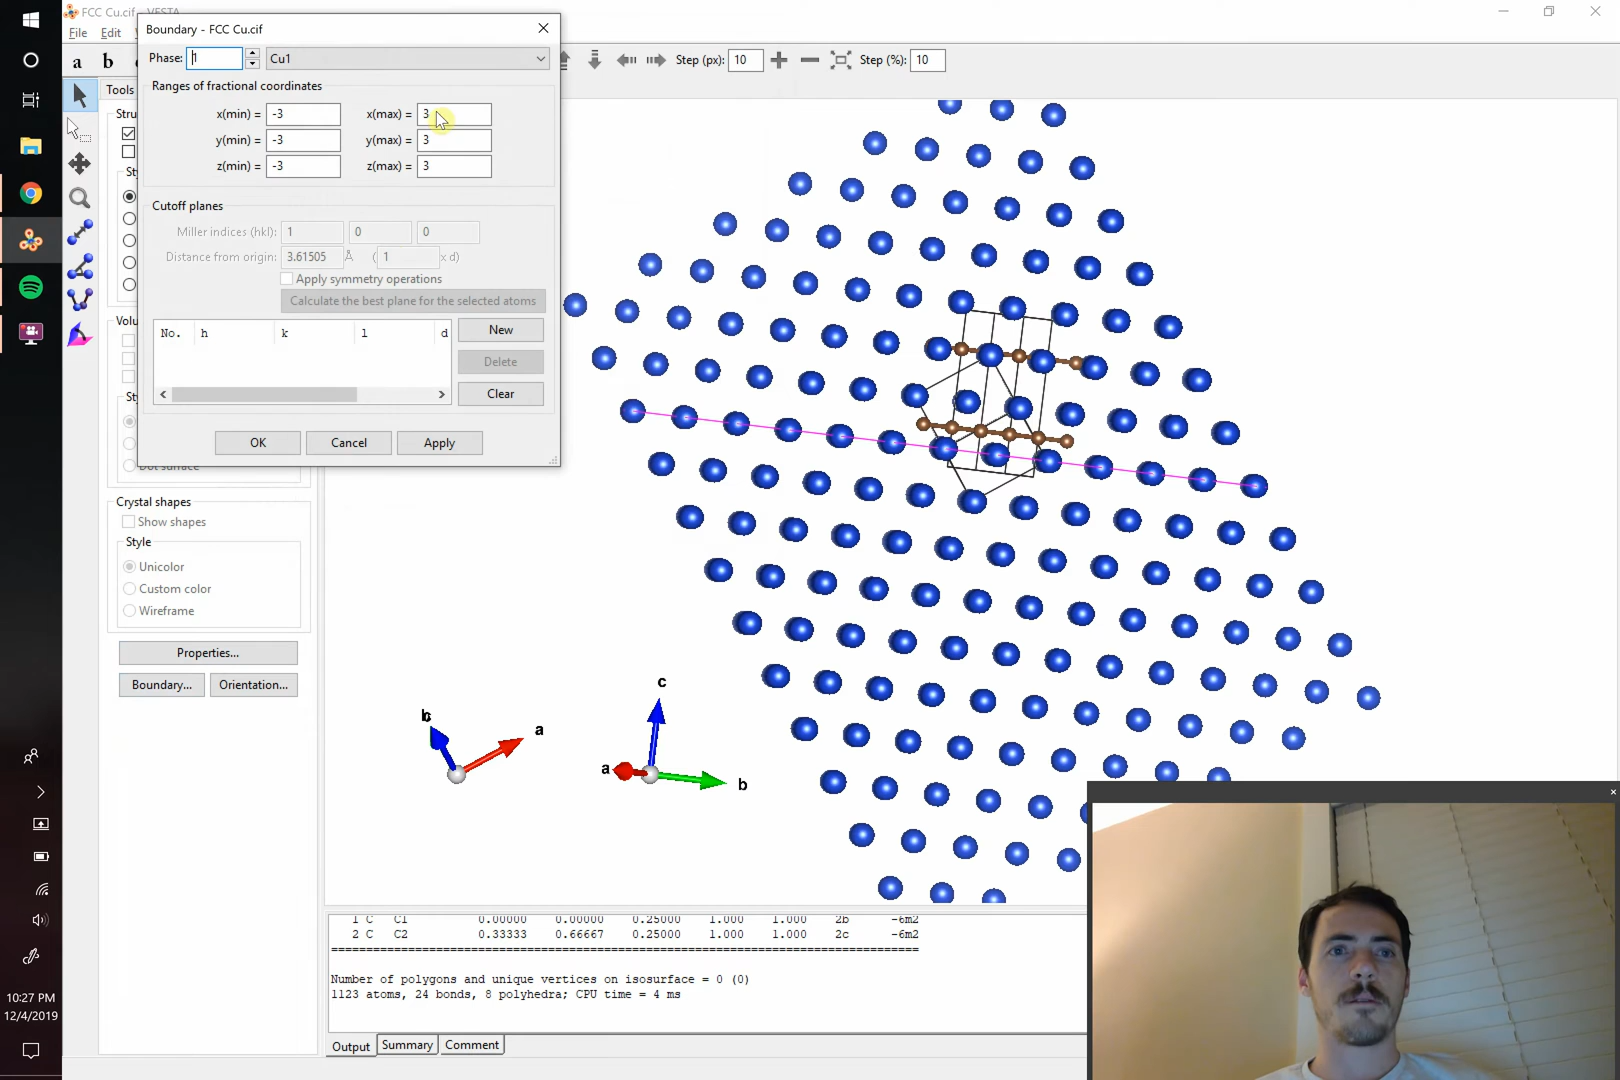 FCC Cu.cif - VESTA
File Edit
Boundary - FCC Cu.cif
Phase: 1 Cu1
a b
Step (px): 10 Step (%): 10
Tools
Ranges of fractional coordinates
x(min) = -3 x(max) = 3
y(min) = -3 y(max) = 3
z(min) = -3 z(max) = 3
Cutoff planes
Miller indices (hkl): 1 0 0
Distance from origin: 3.61505 Å ( 1 x d)
Apply symmetry operations
Calculate the best plane for the selected atoms
No. h k l d
New
Delete
Clear
OK Cancel Apply
Crystal shapes
Show shapes
Style
Unicolor
Custom color
Wireframe
Properties...
Boundary... Orientation...
a
c
a b
1 C C1 0.00000 0.00000 0.25000 1.000 1.000 2b -6m2
2 C C2 0.33333 0.66667 0.25000 1.000 1.000 2c -6m2
Number of polygons and unique vertices on isosurface = 0 (0)
1123 atoms, 24 bonds, 8 polyhedra; CPU time = 4 ms
Output Summary Comment
10:27 PM
12/4/2019